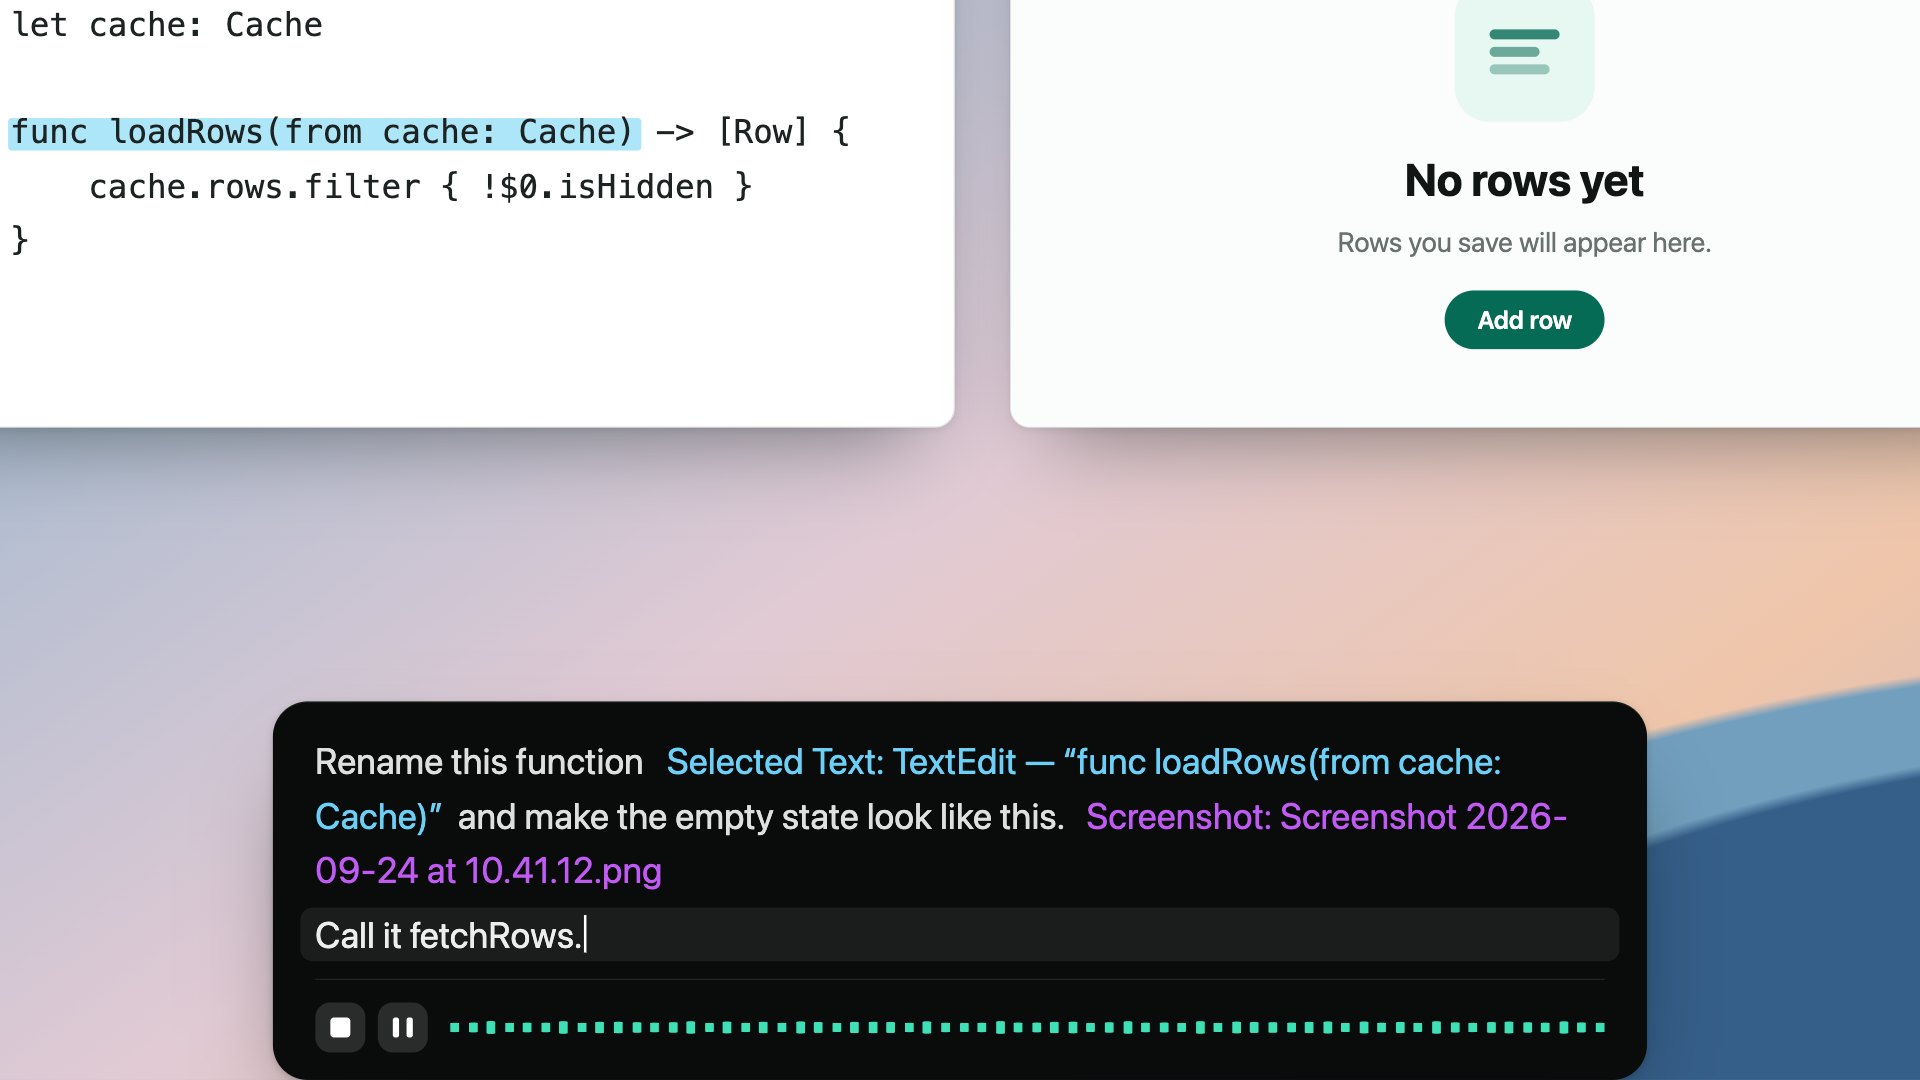 let cache: Cache
func loadRows(from cache: Cache) -> [Row] {
    cache.rows.filter { !$0.isHidden }
}
No rows yet
Rows you save will appear here.
Add row
Rename this function Selected Text: TextEdit — “func loadRows(from cache:
Cache)” and make the empty state look like this. Screenshot: Screenshot 2026-
09-24 at 10.41.12.png
Call it fetchRows.